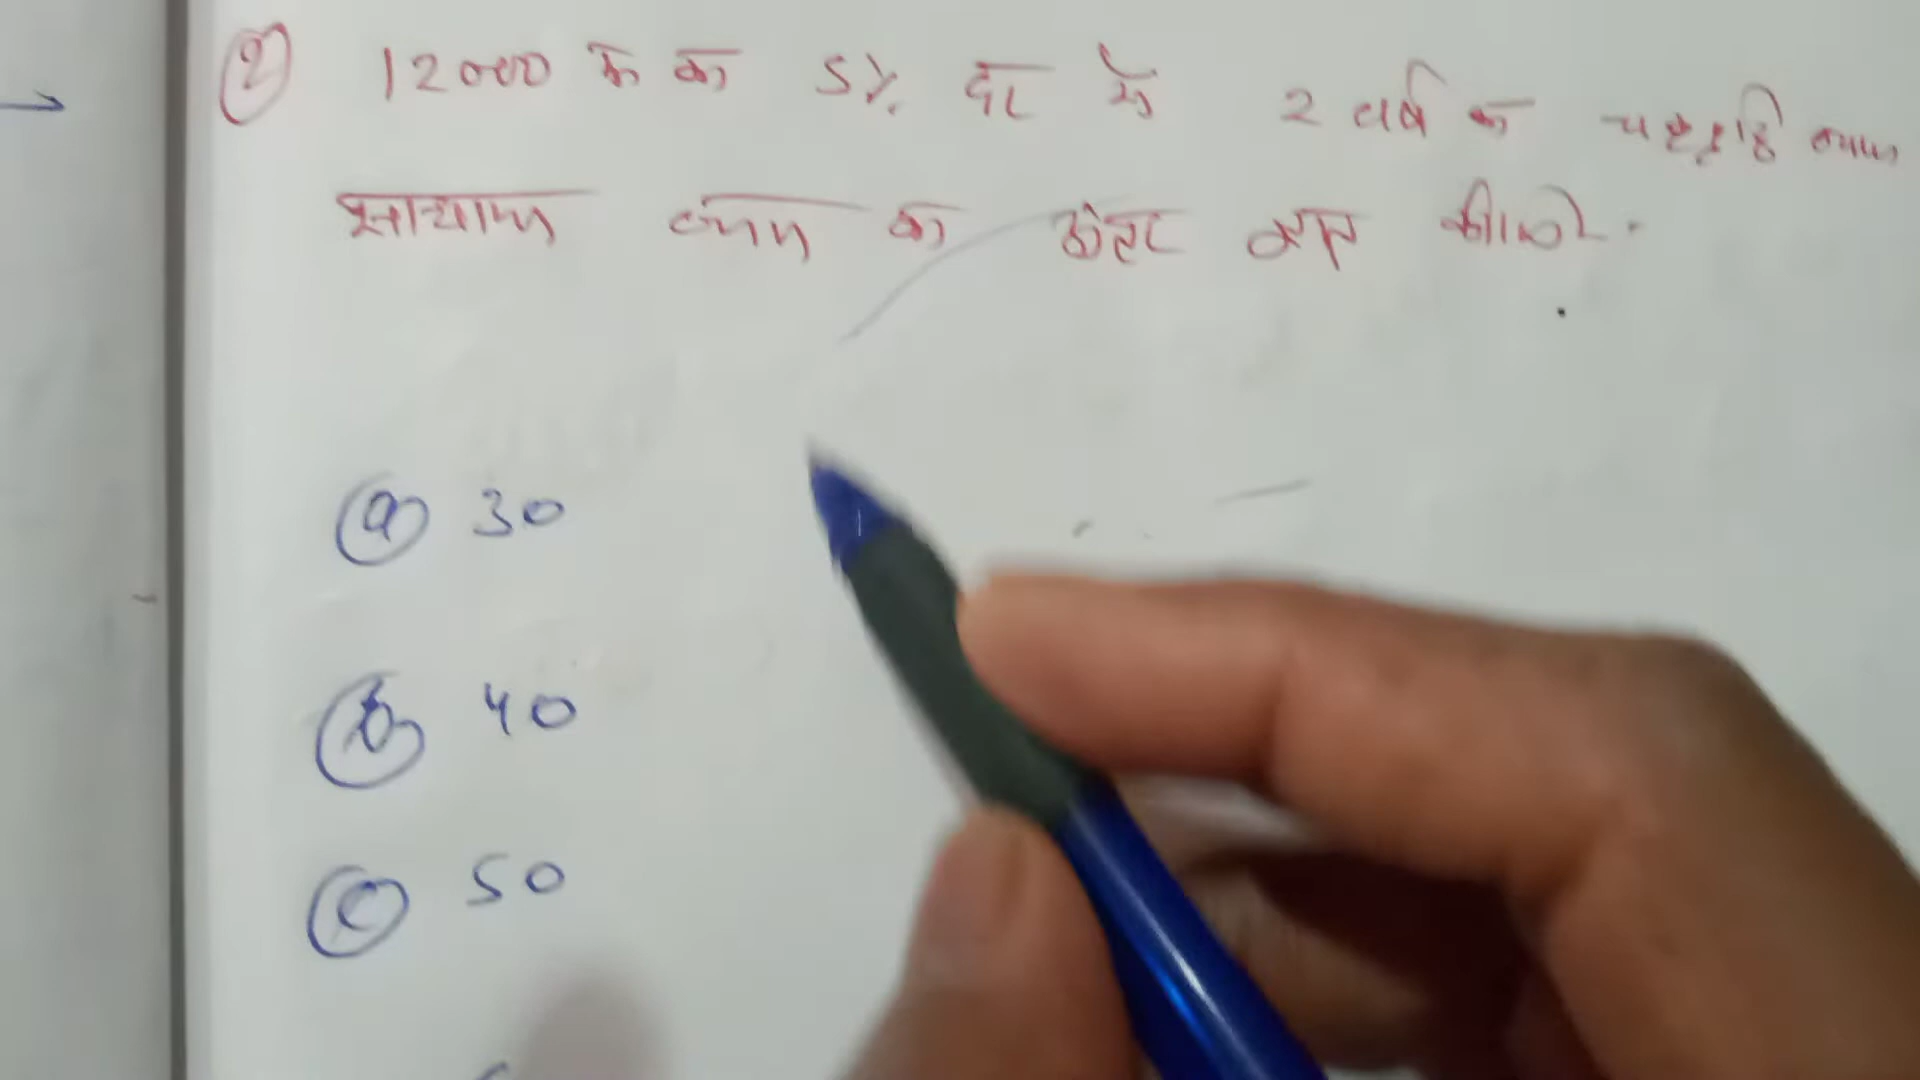 ② 12000 रू का 5% दर से 2 वर्ष का चक्रवृद्धि ब्याज
साधारण ब्याज का अंतर ज्ञात कीजिये.
ⓐ 30
ⓑ 40
ⓒ 50